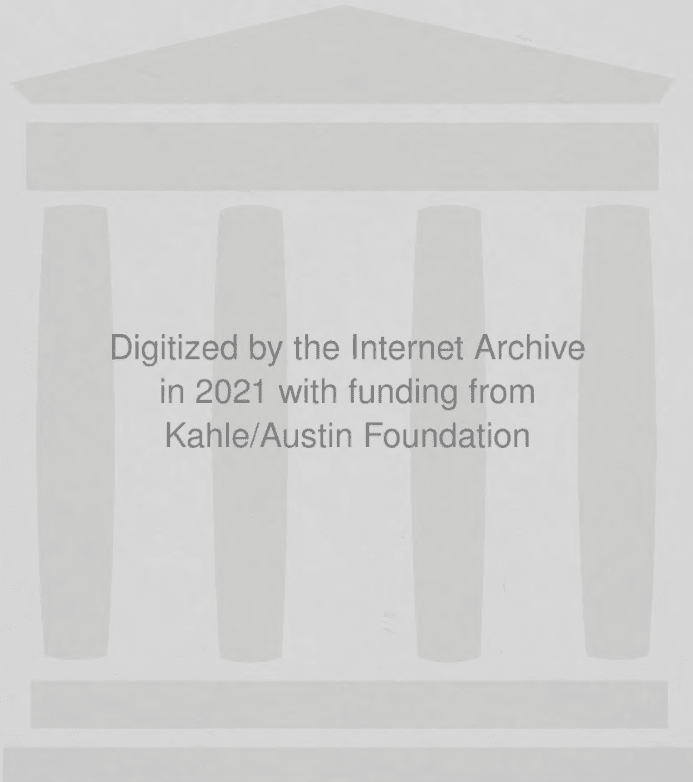 Digitized by the Internet Archive
in 2021 with funding from
Kahle/Austin Foundation